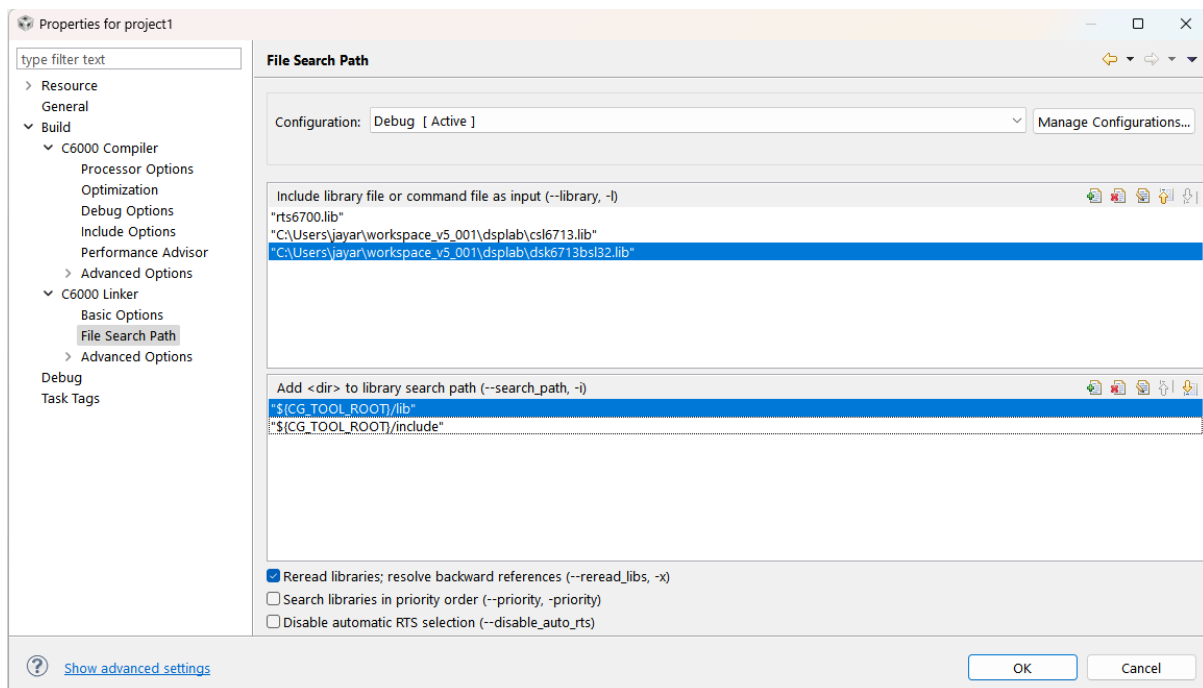 Properties for project1
type filter text
File Search Path
Resource
General
Build
C6000 Compiler
Processor Options
Optimization
Debug Options
Include Options
Performance Advisor
Advanced Options
C6000 Linker
Basic Options
File Search Path
Advanced Options
Debug
Task Tags
Configuration: Debug [ Active ]
Manage Configurations...
Include library file or command file as input (--library, -l)
"rts6700.lib"
"C:\Users\jayar\workspace_v5_001\dsplab\csl6713.lib"
"C:\Users\jayar\workspace_v5_001\dsplab\dsk6713bsl32.lib"
Add <dir> to library search path (--search_path, -i)
"${CG_TOOL_ROOT}/lib"
"${CG_TOOL_ROOT}/include"
Reread libraries; resolve backward references (--reread_libs, -x)
Search libraries in priority order (--priority, -priority)
Disable automatic RTS selection (--disable_auto_rts)
Show advanced settings
OK
Cancel